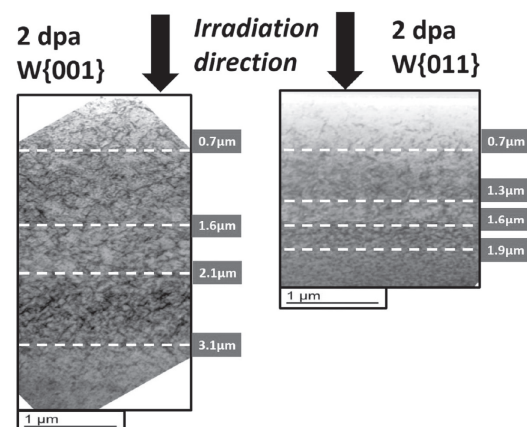 2 dpa
W{001}
Irradiation
direction
2 dpa
W{011}
0.7µm
1.6µm
2.1µm
3.1µm
1 µm
0.7µm
1.3µm
1.6µm
1.9µm
1 µm